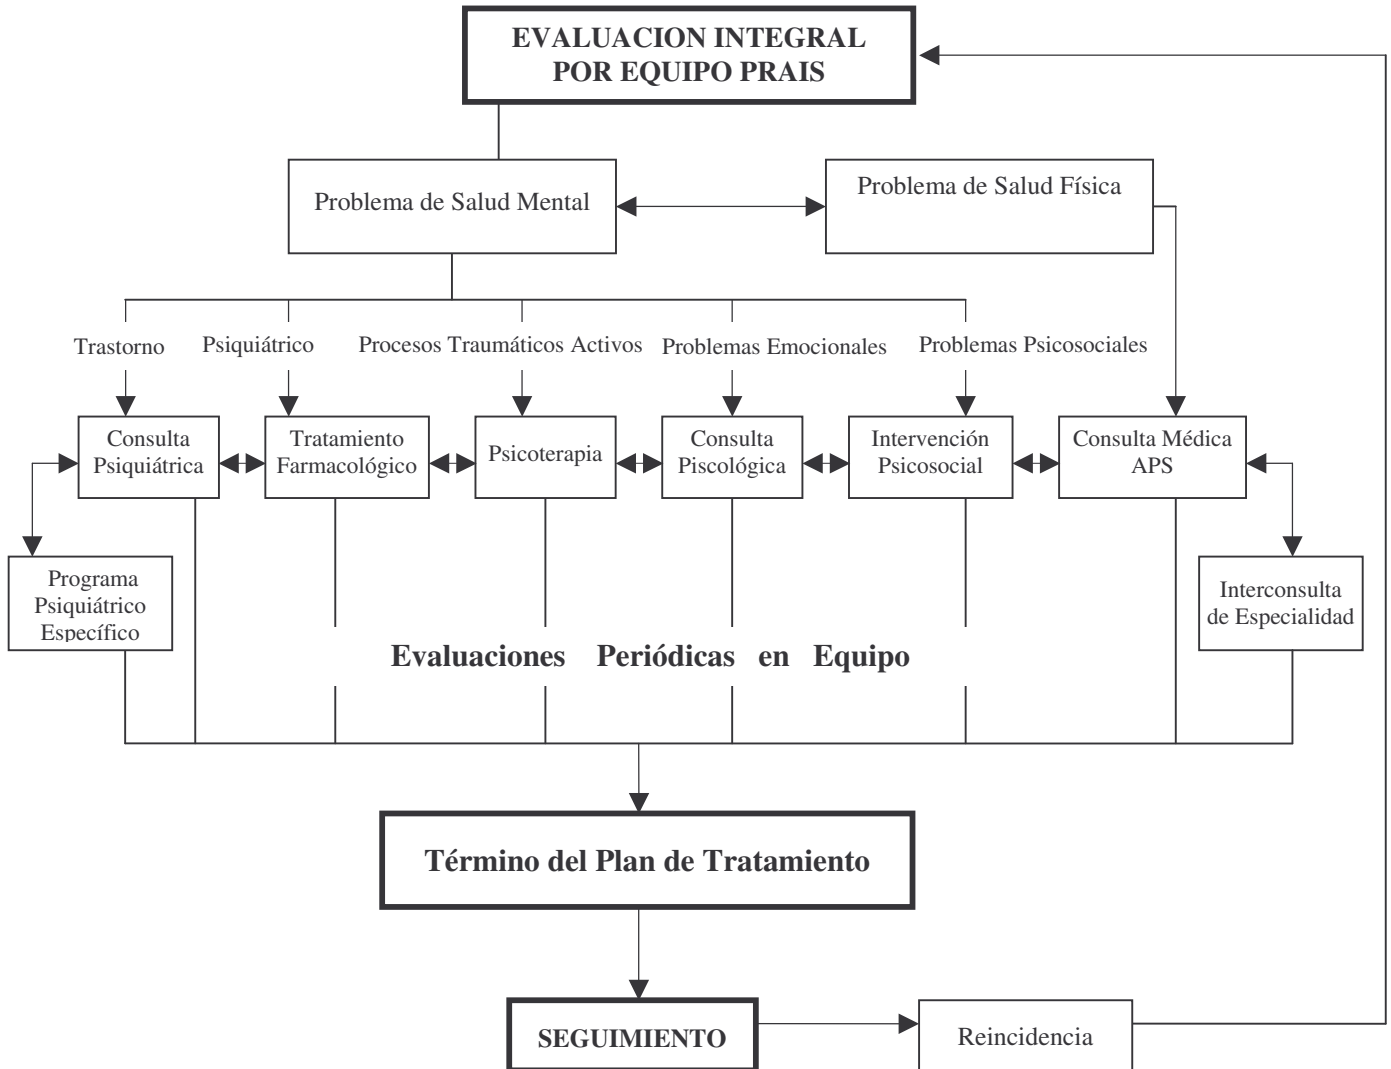 EVALUACION INTEGRAL
POR EQUIPO PRAIS
Problema de Salud Mental
Problema de Salud Física
Trastorno
Psiquiátrico
Procesos Traumáticos Activos
Problemas Emocionales
Problemas Psicosociales
Consulta
Psiquiátrica
Tratamiento
Farmacológico
Psicoterapia
Consulta
Piscológica
Intervención
Psicosocial
Consulta Médica
APS
Programa
Psiquiátrico
Específico
Interconsulta
de Especialidad
Evaluaciones Periódicas en Equipo
Término del Plan de Tratamiento
SEGUIMIENTO
Reincidencia